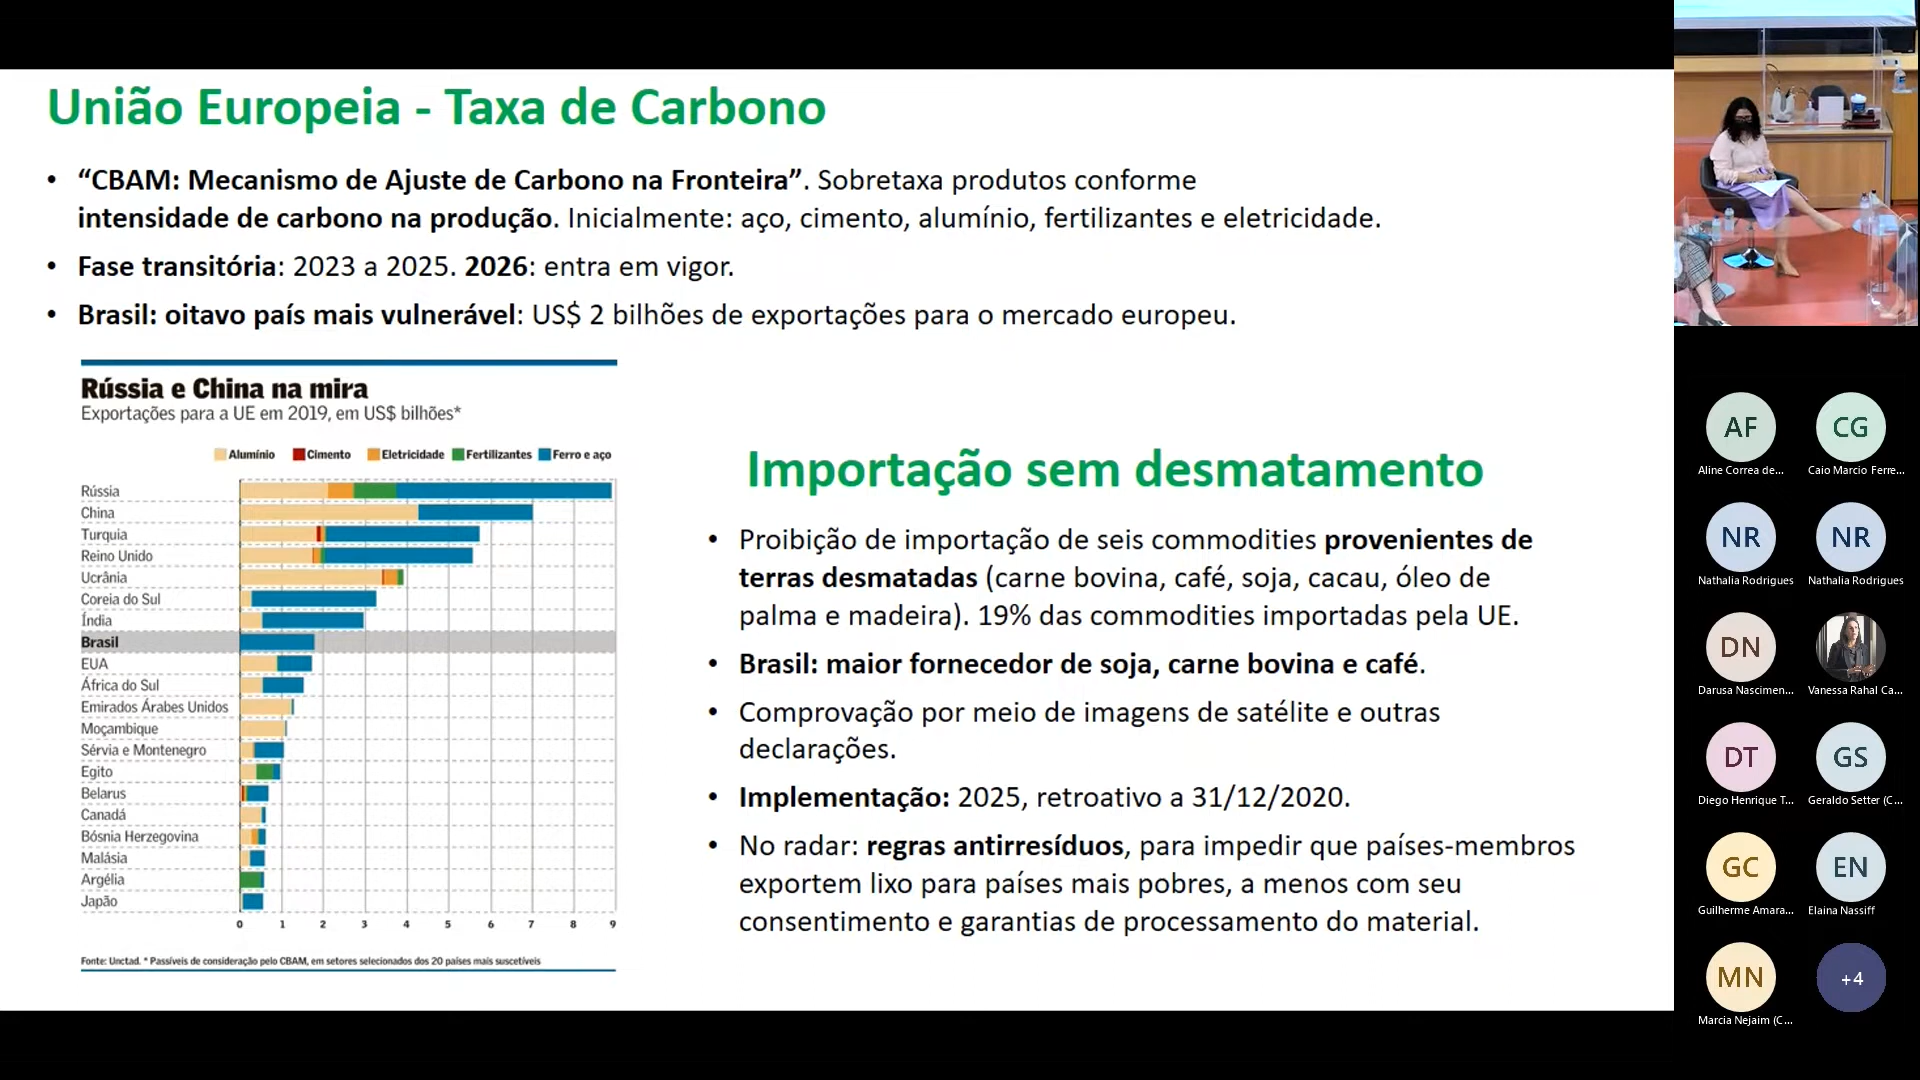 União Europeia - Taxa de Carbono
• “CBAM: Mecanismo de Ajuste de Carbono na Fronteira”. Sobretaxa produtos conforme
intensidade de carbono na produção. Inicialmente: aço, cimento, alumínio, fertilizantes e eletricidade.
• Fase transitória: 2023 a 2025. 2026: entra em vigor.
• Brasil: oitavo país mais vulnerável: US$ 2 bilhões de exportações para o mercado europeu.
Rússia e China na mira
Exportações para a UE em 2019, em US$ bilhões*
Alumínio Cimento Eletricidade Fertilizantes Ferro e aço
Rússia
China
Turquia
Reino Unido
Ucrânia
Coreia do Sul
Índia
Brasil
EUA
África do Sul
Emirados Árabes Unidos
Moçambique
Sérvia e Montenegro
Egito
Belarus
Canadá
Bósnia Herzegovina
Malásia
Argélia
Japão
0 1 2 3 4 5 6 7 8 9
Fonte: Unctad. * Passíveis de consideração pelo CBAM, em setores selecionados dos 20 países mais suscetíveis
Importação sem desmatamento
• Proibição de importação de seis commodities provenientes de
terras desmatadas (carne bovina, café, soja, cacau, óleo de
palma e madeira). 19% das commodities importadas pela UE.
• Brasil: maior fornecedor de soja, carne bovina e café.
• Comprovação por meio de imagens de satélite e outras
declarações.
• Implementação: 2025, retroativo a 31/12/2020.
• No radar: regras antirresíduos, para impedir que países-membros
exportem lixo para países mais pobres, a menos com seu
consentimento e garantias de processamento do material.
AF CG
Aline Correa de... Caio Marcio Ferre...
NR NR
Nathalia Rodrigues Nathalia Rodrigues
DN
Darusa Nascimen... Vanessa Rahal Ca...
DT GS
Diego Henrique T... Geraldo Setter (C...
GC EN
Guilherme Amara... Elaina Nassiff
MN +4
Marcia Nejaim (C...